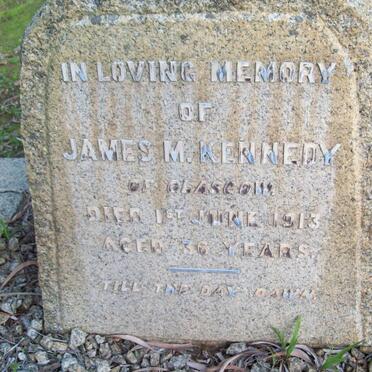 IN LOVING MEMORY
OF
JAMES M. KENNEDY
OF GLASGOW.
DIED 1ST JUNE 1913
AGED 36 YEARS.
TILL THE DAY DAWN.